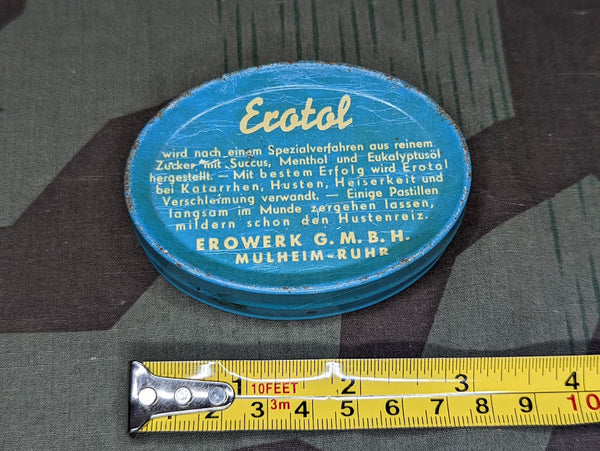 Erotol
wird nach einem Spezialverfahren aus reinem
Zucker mit Succus, Menthol und Eukalyptusöl
hergestellt. — Mit bestem Erfolg wird Erotal
bei Katarrhen, Husten, Heiserkeit und
Verschleimung verwandt. — Einige Pastillen
langsam im Munde zergehen lassen,
mildern schon den Hustenreiz.
EROWERK G.M.B.H.
MULHEIM-RUHR
1 10FEET 2 3 4
2 3 3m 4 5 6 7 8 9 10